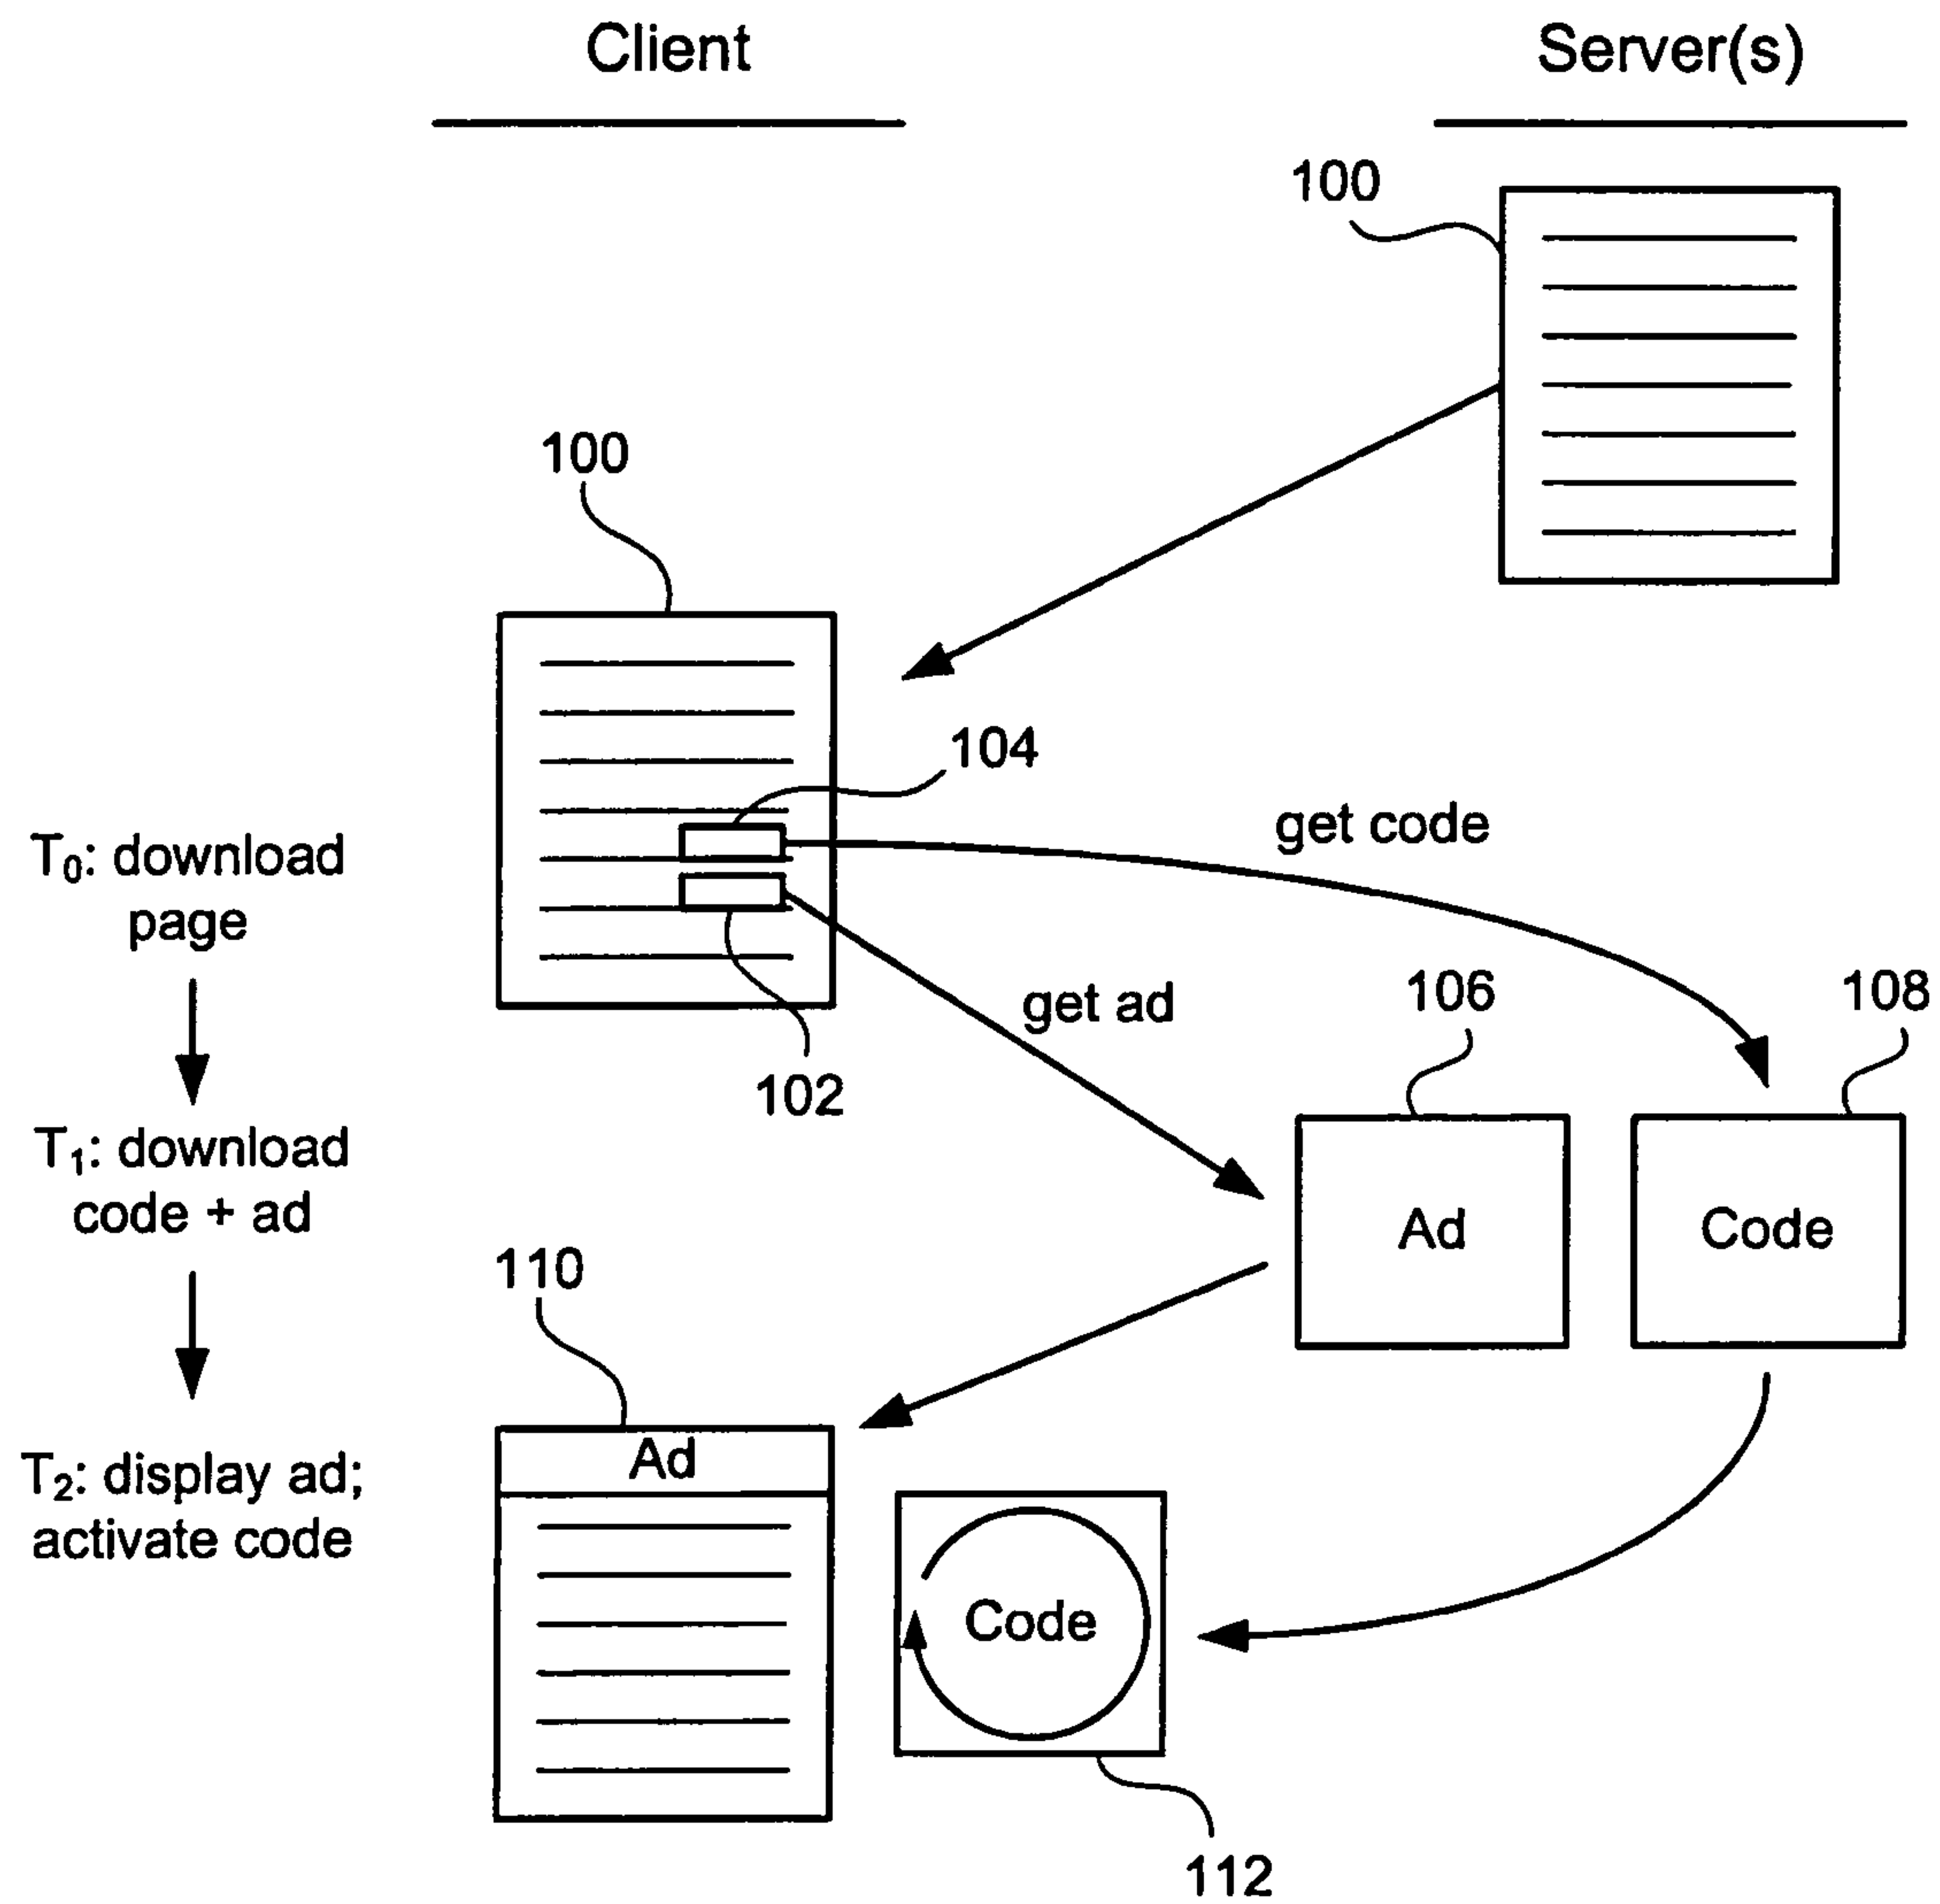 Client
Server(s)
100
100
104
get code
T₀: download
page
106
108
get ad
102
T₁: download
code + ad
Ad
Code
110
Ad
T₂: display ad;
activate code
Code
112